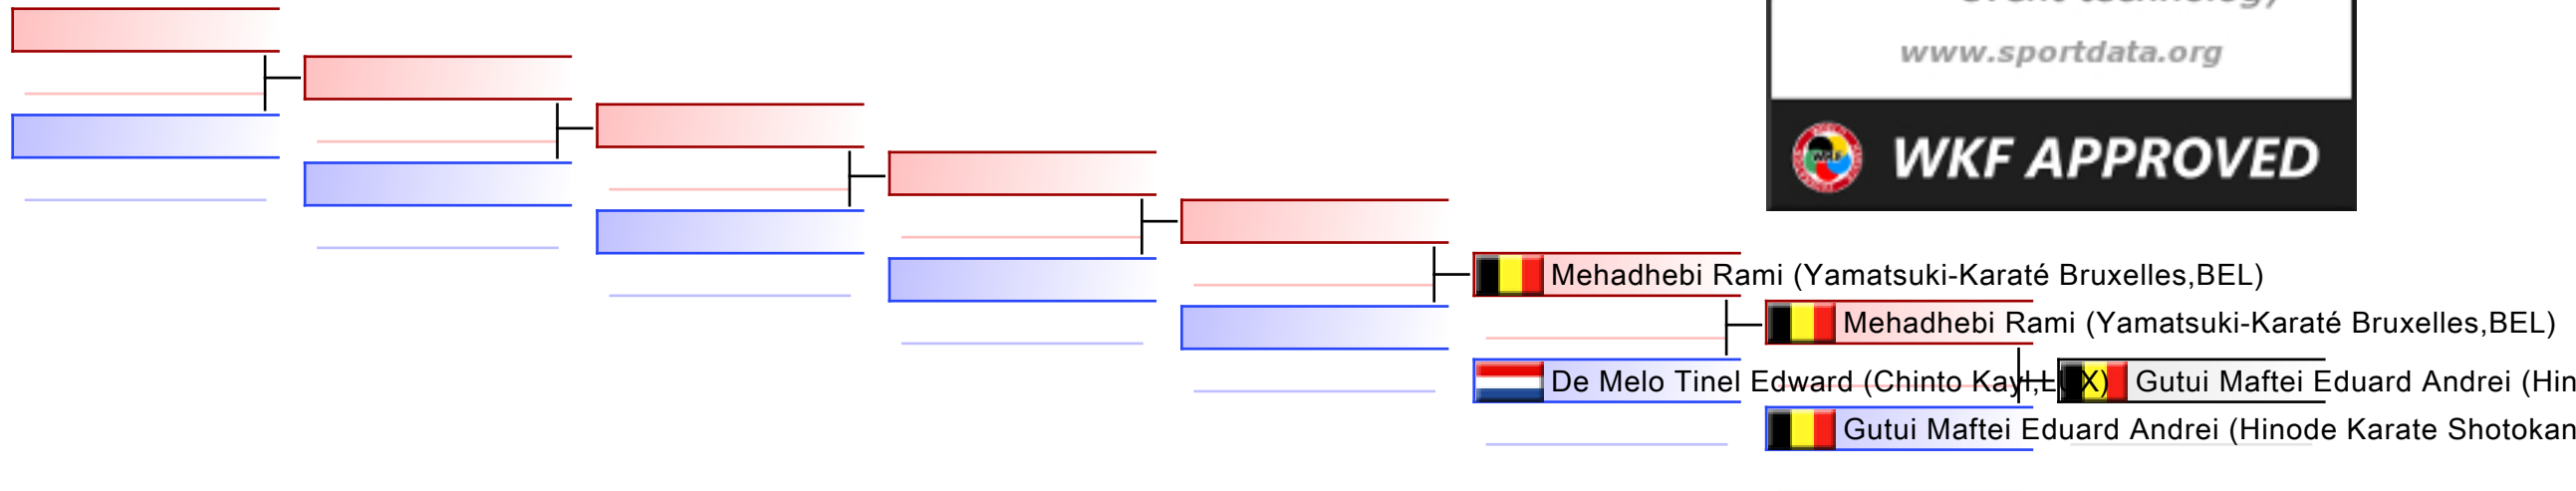 www.sportdata.org
WKF APPROVED
Mehadhebi Rami (Yamatsuki-Karaté Bruxelles,BEL)
Mehadhebi Rami (Yamatsuki-Karaté Bruxelles,BEL)
De Melo Tinel Edward (Chinto Kay!,LUX)
Gutui Maftei Eduard Andrei (Hin
Gutui Maftei Eduard Andrei (Hinode Karate Shotokan